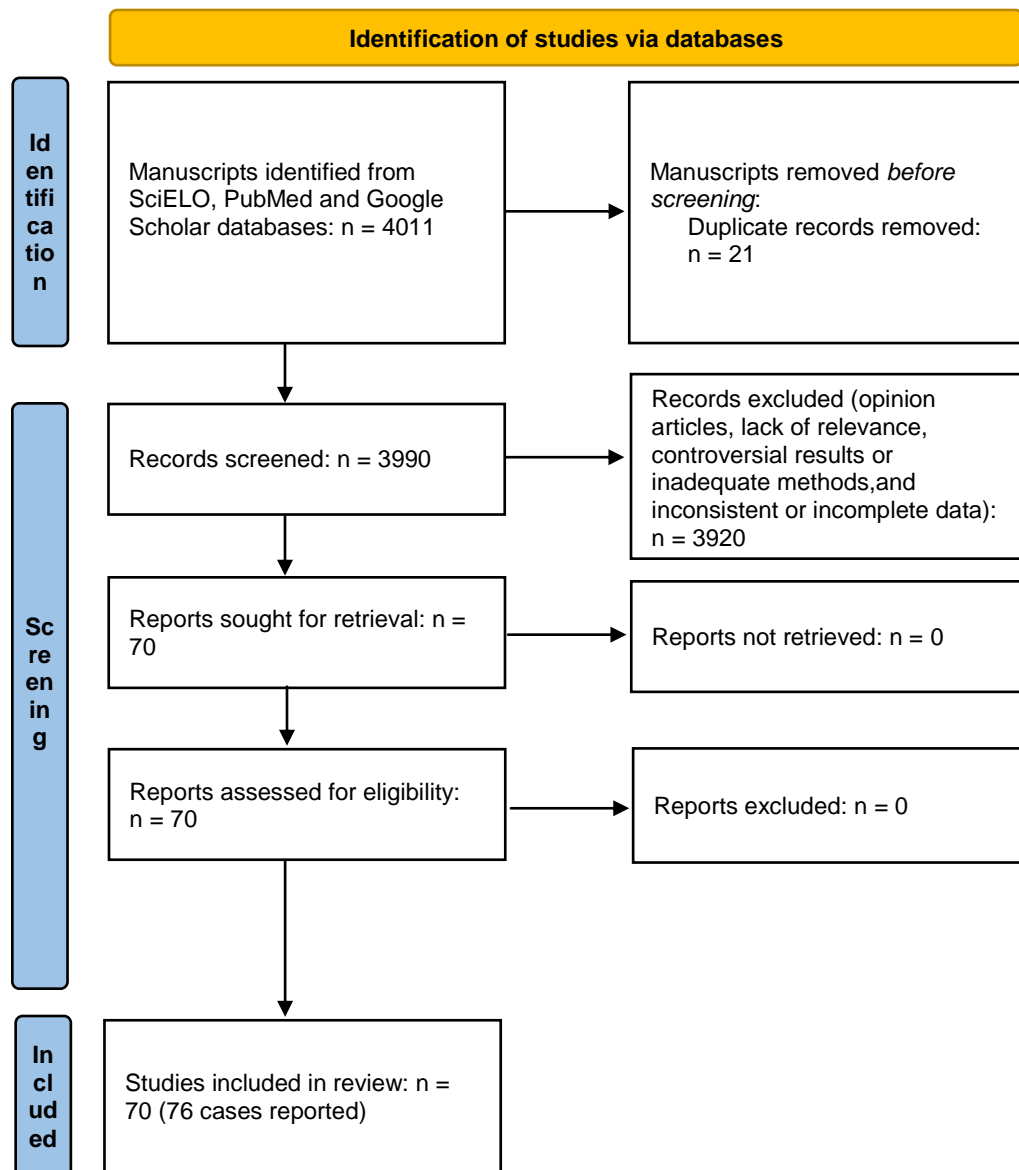 Identification of studies via databases
Id
en
tifi
ca
tio
n
Manuscripts identified from
SciELO, PubMed and Google
Scholar databases: n = 4011
Manuscripts removed before
screening:
Duplicate records removed:
n = 21
Sc
re
en
in
g
Records screened: n = 3990
Records excluded (opinion
articles, lack of relevance,
controversial results or
inadequate methods,and
inconsistent or incomplete data):
n = 3920
Reports sought for retrieval: n =
70
Reports not retrieved: n = 0
Reports assessed for eligibility:
n = 70
Reports excluded: n = 0
In
cl
ud
ed
Studies included in review: n =
70 (76 cases reported)